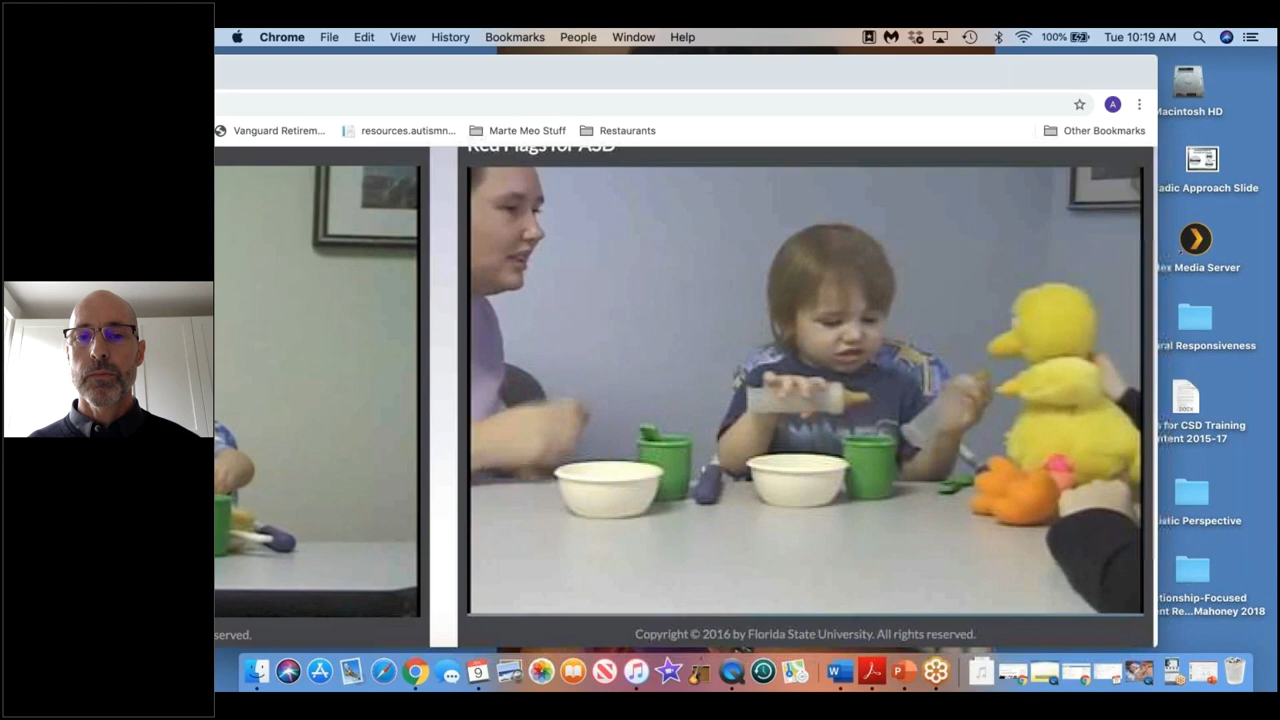 Chrome File Edit View History Bookmarks People Window Help 100% Tue 10:19 AM
A
Vanguard Retirem... resources.autismn... Marte Meo Stuff Restaurants Other Bookmarks
Red Flags for ASD
served.
Copyright © 2016 by Florida State University. All rights reserved.
Macintosh HD
adic Approach Slide
lex Media Server
ral Responsiveness
DOCX
s for CSD Training
ntent 2015-17
istic Perspective
tionship-Focused
nt Re...Mahoney 2018
9
W
P